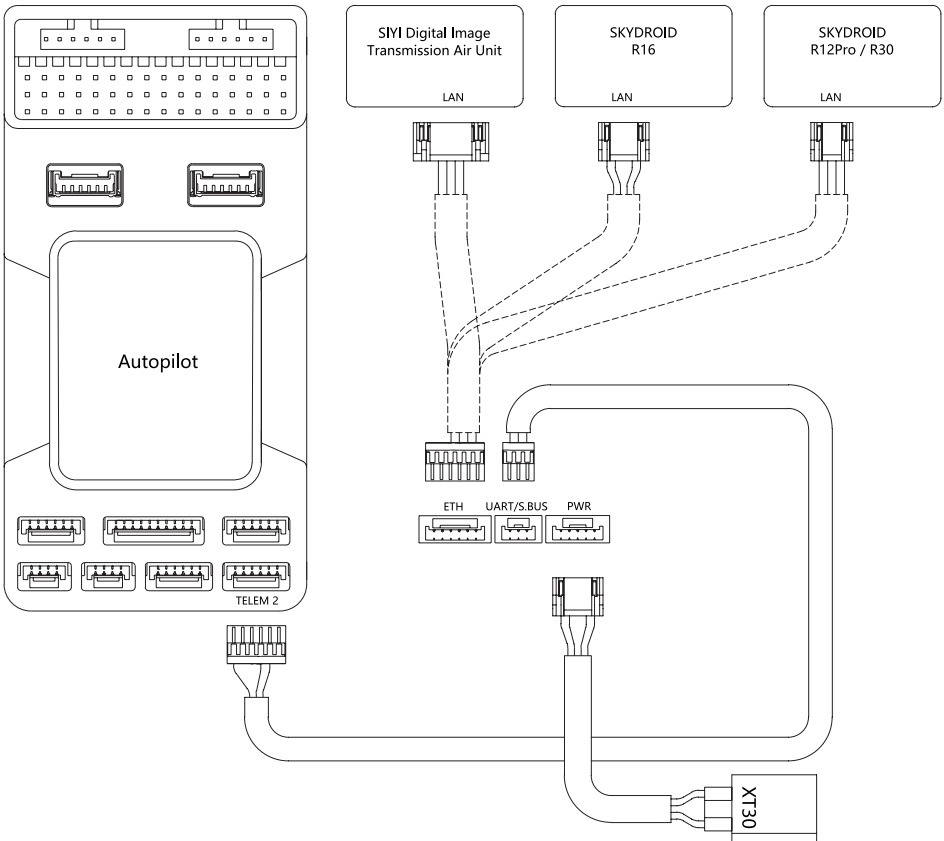 SIYI Digital Image
Transmission Air Unit
LAN
SKYDROID
R16
LAN
SKYDROID
R12Pro / R30
LAN
Autopilot
ETH
UART/S.BUS
PWR
TELEM 2
XT30